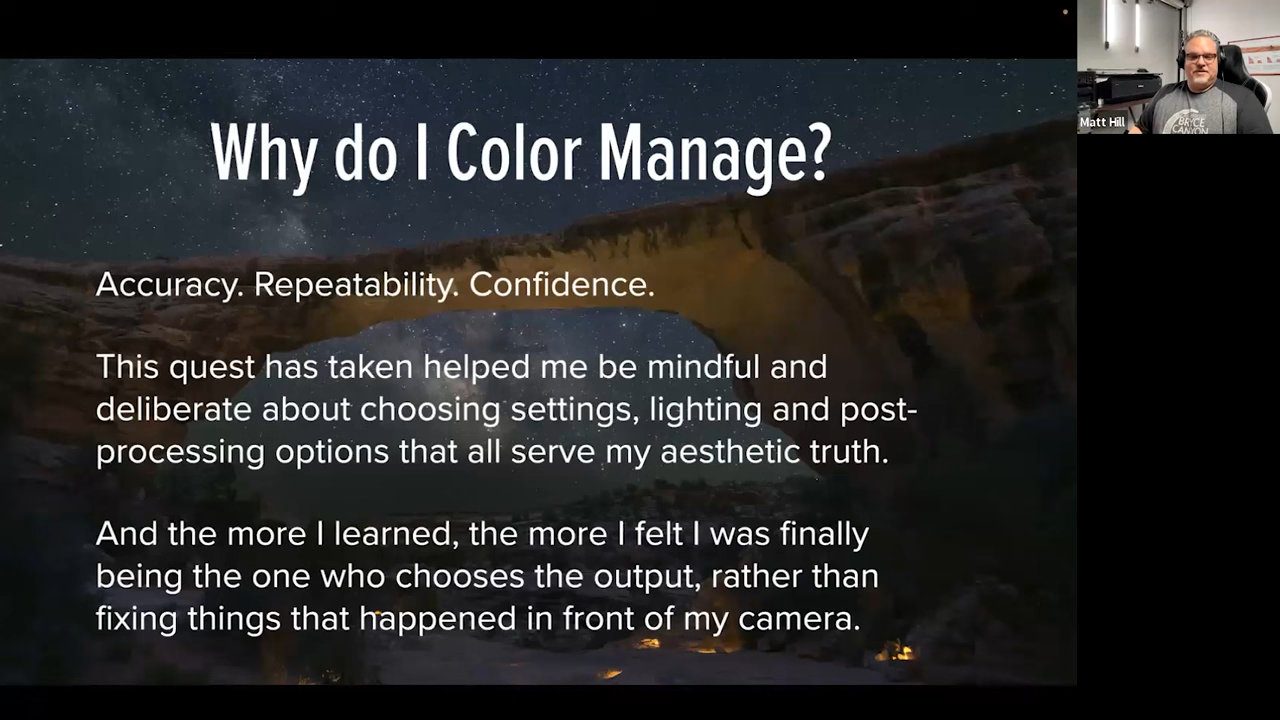 Why do I Color Manage?
Accuracy. Repeatability. Confidence.
This quest has taken helped me be mindful and
deliberate about choosing settings, lighting and post-
processing options that all serve my aesthetic truth.
And the more I learned, the more I felt I was finally
being the one who chooses the output, rather than
fixing things that happened in front of my camera.
Matt Hill
BRYCE
CANYON